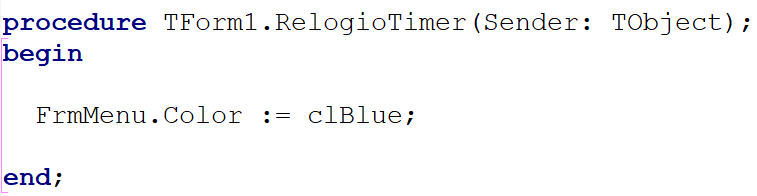 procedure TForm1.RelogioTimer(Sender: TObject);
begin
FrmMenu.Color := clBlue;
end;